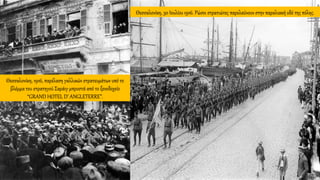 Θεσσαλονίκη, 30 Ιουλίου 1916. Ρώσοι στρατιώτες παρελαύνουν στην παραλιακή οδό της πόλης
Θεσσαλονίκη, 1916, παρέλαση γαλλικών στρατευμάτων υπό το
βλέμμα του στρατηγού Σαράιγ μπροστά από το ξενοδοχείο
"GRAND HOTEL D' ANGLETERRE".